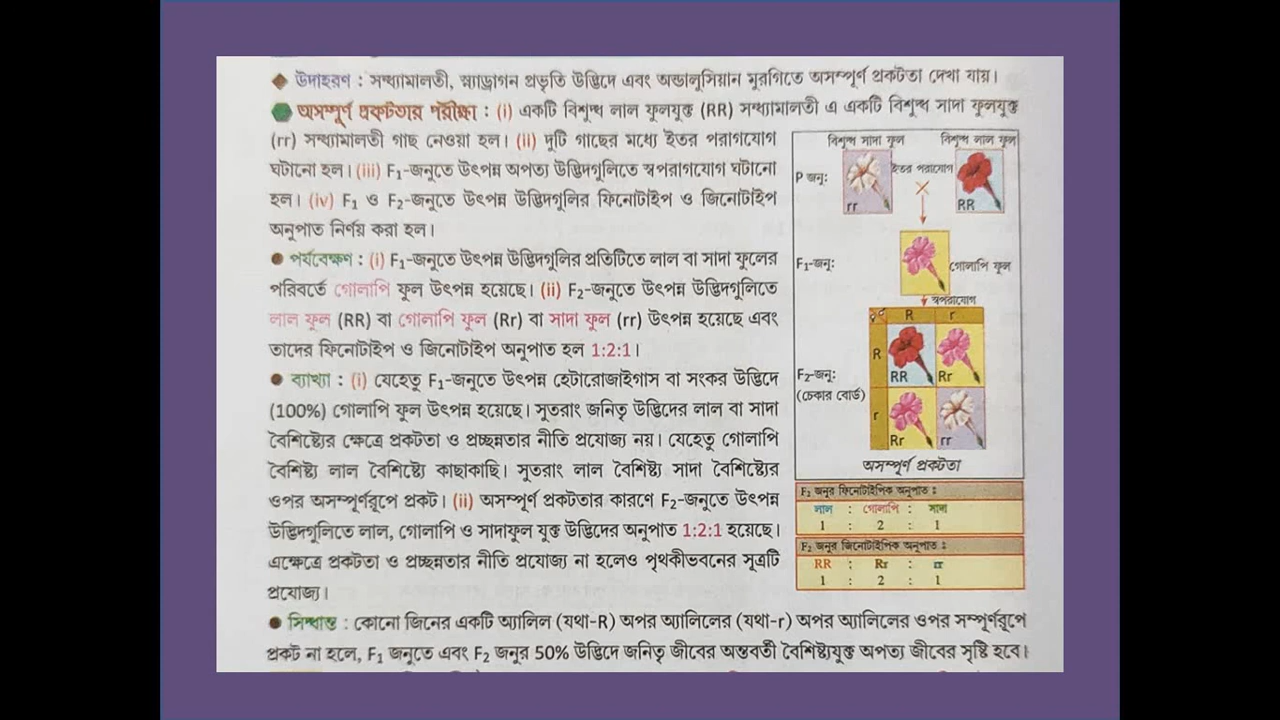 ◆ উদাহরণ : সন্ধ্যামালতী, স্ন্যাড্রাগন প্রভৃতি উদ্ভিদে এবং অন্ডালুসিয়ান মুরগিতে অসম্পূর্ণ প্রকটতা দেখা যায়।
অসম্পূর্ণ প্রকটতার পরীক্ষা : (i) একটি বিশুদ্ধ লাল ফুলযুক্ত (RR) সন্ধ্যামালতী এ একটি বিশুদ্ধ সাদা ফুলযুক্ত
(rr) সন্ধ্যামালতী গাছ নেওয়া হল। (ii) দুটি গাছের মধ্যে ইতর পরাগযোগ
ঘটানো হল। (iii) F₁-জনুতে উৎপন্ন অপত্য উদ্ভিদগুলিতে স্বপরাগযোগ ঘটানো
হল। (iv) F₁ ও F₂-জনুতে উৎপন্ন উদ্ভিদগুলির ফিনোটাইপ ও জিনোটাইপ
অনুপাত নির্ণয় করা হল।
● পর্যবেক্ষণ : (i) F₁-জনুতে উৎপন্ন উদ্ভিদগুলির প্রতিটিতে লাল বা সাদা ফুলের
পরিবর্তে গোলাপি ফুল উৎপন্ন হয়েছে। (ii) F₂-জনুতে উৎপন্ন উদ্ভিদগুলিতে
লাল ফুল (RR) বা গোলাপি ফুল (Rr) বা সাদা ফুল (rr) উৎপন্ন হয়েছে এবং
তাদের ফিনোটাইপ ও জিনোটাইপ অনুপাত হল 1:2:1।
● ব্যাখ্যা : (i) যেহেতু F₁-জনুতে উৎপন্ন হেটারোজাইগাস বা সংকর উদ্ভিদে
(100%) গোলাপি ফুল উৎপন্ন হয়েছে। সুতরাং জনিতৃ উদ্ভিদের লাল বা সাদা
বৈশিষ্ট্যের ক্ষেত্রে প্রকটতা ও প্রচ্ছন্নতার নীতি প্রযোজ্য নয়। যেহেতু গোলাপি
বৈশিষ্ট্য লাল বৈশিষ্ট্যে কাছাকাছি। সুতরাং লাল বৈশিষ্ট্য সাদা বৈশিষ্ট্যের
ওপর অসম্পূর্ণরূপে প্রকট। (ii) অসম্পূর্ণ প্রকটতার কারণে F₂-জনুতে উৎপন্ন
উদ্ভিদগুলিতে লাল, গোলাপি ও সাদাফুল যুক্ত উদ্ভিদের অনুপাত 1:2:1 হয়েছে।
এক্ষেত্রে প্রকটতা ও প্রচ্ছন্নতার নীতি প্রযোজ্য না হলেও পৃথকীভবনের সূত্রটি
প্রযোজ্য।
● সিদ্ধান্ত : কোনো জিনের একটি অ্যালিল (যথা-R) অপর অ্যালিলের (যথা-r) অপর অ্যালিলের ওপর সম্পূর্ণরূপে
প্রকট না হলে, F₁ জনুতে এবং F₂ জনুর 50% উদ্ভিদে জনিতৃ জীবের অন্তবর্তী বৈশিষ্ট্যযুক্ত অপত্য জীবের সৃষ্টি হবে।
বিশুদ্ধ সাদা ফুল বিশুদ্ধ লাল ফুল
P জনু: ইতর পরাযোগ
rr RR
F₁-জনু: গোলাপি ফুল
স্বপরাযোগ
R r
R RR Rr
F₂-জনু:
(চেকার বোর্ড)
r Rr rr
অসম্পূর্ণ প্রকটতা
F₂ জনুর ফিনোটাইপিক অনুপাত :
লাল : গোলাপি : সাদা
1 : 2 : 1
F₂ জনুর জিনোটাইপিক অনুপাত :
RR : Rr : rr
1 : 2 : 1